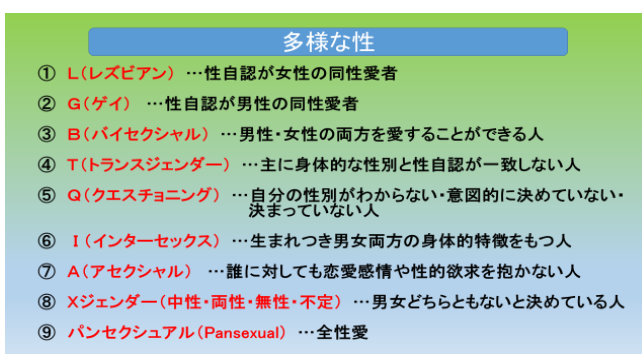 多様な性
① L(レズビアン) …性自認が女性の同性愛者
② G(ゲイ) …性自認が男性の同性愛者
③ B(バイセクシャル) …男性・女性の両方を愛することができる人
④ T(トランスジェンダー) …主に身体的な性別と性自認が一致しない人
⑤ Q(クエスチョニング) …自分の性別がわからない・意図的に決めていない・
決まっていない人
⑥ I(インターセックス) …生まれつき男女両方の身体的特徴をもつ人
⑦ A(アセクシャル) …誰に対しても恋愛感情や性的欲求を抱かない人
⑧ Xジェンダー(中性・両性・無性・不定) …男女どちらともないと決めている人
⑨ パンセクシュアル(Pansexual) …全性愛